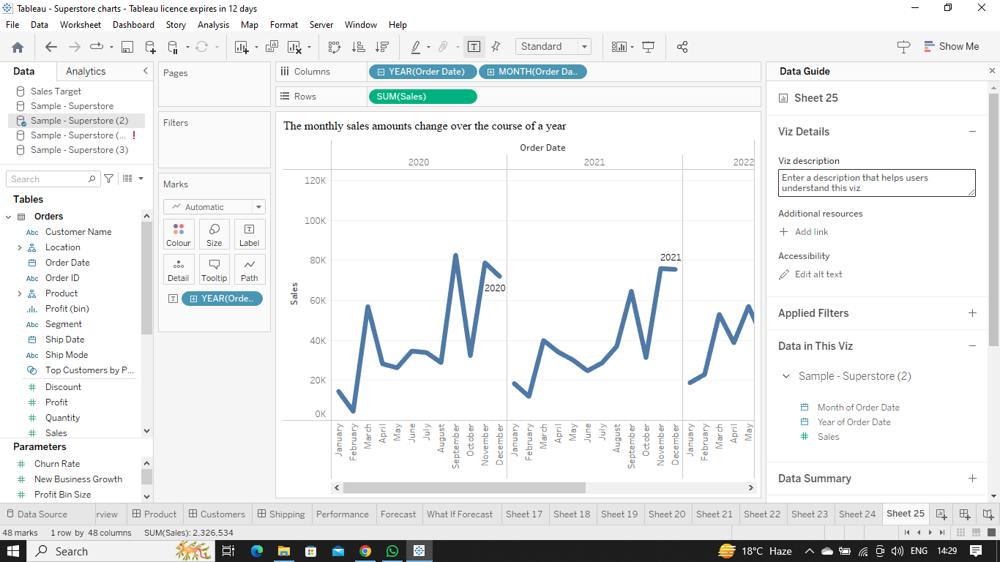 Tableau - Superstore charts - Tableau licence expires in 12 days
File Data Worksheet Dashboard Story Analysis Map Format Server Window Help
Standard
Show Me
Data Analytics
Sales Target
Sample - Superstore
Sample - Superstore (2)
Sample - Superstore (... !
Sample - Superstore (3)
Search
Tables
Orders
Abc Customer Name
Location
Order Date
Abc Order ID
Product
Profit (bin)
Abc Segment
Ship Date
Abc Ship Mode
Top Customers by P...
Discount
Profit
Quantity
Sales
Parameters
Churn Rate
New Business Growth
Profit Bin Size
Pages
Filters
Marks
Automatic
Colour Size Label
Detail Tooltip Path
YEAR(Orde..
Columns YEAR(Order Date) MONTH(Order Da..
Rows SUM(Sales)
The monthly sales amounts change over the course of a year
Order Date
2020 2021 2022
Sales
120K
100K
80K
60K
40K
20K
0K
2020
2021
January February March April May June July August September October November December January February March April May June July August September October November December January February March April May
Data Guide
Sheet 25
Viz Details
Viz description
Enter a description that helps users
understand this viz
Additional resources
Add link
Accessibility
Edit alt text
Applied Filters
Data in This Viz
Sample - Superstore (2)
Month of Order Date
Year of Order Date
Sales
Data Summary
Data Source rview Product Customers Shipping Performance Forecast What If Forecast Sheet 17 Sheet 18 Sheet 19 Sheet 20 Sheet 21 Sheet 22 Sheet 23 Sheet 24 Sheet 25
48 marks 1 row by 48 columns SUM(Sales): 2,326,534
Search 18°C Haze ENG 14:29